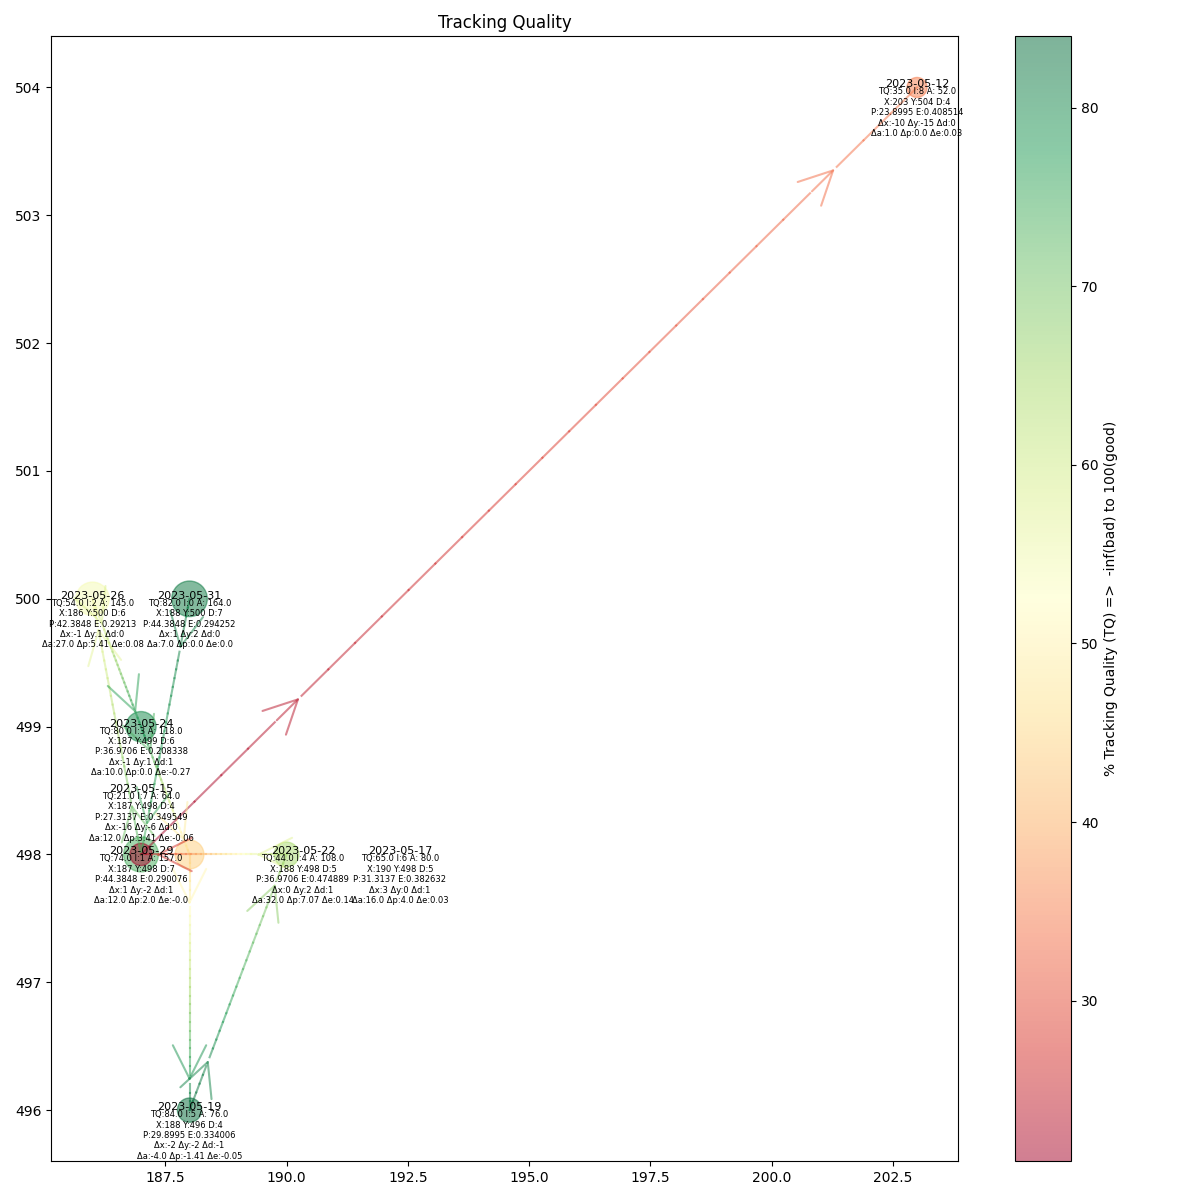 Tracking Quality
504
503
502
501
500
499
498
497
496
187.5
190.0
192.5
195.0
197.5
200.0
202.5
2023-05-12
TQ:35.0 I:8 A: 52.0
X:203 Y:504 D:4
P:23.8995 E:0.408514
Δx:-10 Δy:-15 Δd:0
Δa:1.0 Δp:0.0 Δe:0.03
2023-05-26
TQ:54.0 I:2 A: 145.0
X:186 Y:500 D:6
P:42.3848 E:0.29213
Δx:-1 Δy:1 Δd:0
Δa:27.0 Δp:5.41 Δe:0.08
2023-05-31
TQ:82.0 I:0 A: 164.0
X:188 Y:500 D:7
P:44.3848 E:0.294252
Δx:1 Δy:2 Δd:0
Δa:7.0 Δp:0.0 Δe:0.0
2023-05-24
TQ:80.0 I:3 A: 118.0
X:187 Y:499 D:6
P:36.9706 E:0.208338
Δx:-1 Δy:1 Δd:1
Δa:10.0 Δp:0.0 Δe:-0.27
2023-05-15
TQ:21.0 I:7 A: 64.0
X:187 Y:498 D:4
P:27.3137 E:0.349549
Δx:-16 Δy:-6 Δd:0
Δa:12.0 Δp:3.41 Δe:-0.06
2023-05-29
TQ:74.0 I:1 A: 157.0
X:187 Y:498 D:7
P:44.3848 E:0.290076
Δx:1 Δy:-2 Δd:1
Δa:12.0 Δp:2.0 Δe:-0.0
2023-05-22
TQ:44.0 I:4 A: 108.0
X:188 Y:498 D:5
P:36.9706 E:0.474889
Δx:0 Δy:2 Δd:1
Δa:32.0 Δp:7.07 Δe:0.14
2023-05-17
TQ:65.0 I:6 A: 80.0
X:190 Y:498 D:5
P:31.3137 E:0.382632
Δx:3 Δy:0 Δd:1
Δa:16.0 Δp:4.0 Δe:0.03
2023-05-19
TQ:84.0 I:5 A: 76.0
X:188 Y:496 D:4
P:29.8995 E:0.334006
Δx:-2 Δy:-2 Δd:-1
Δa:-4.0 Δp:-1.41 Δe:-0.05
80
70
60
50
40
30
% Tracking Quality (TQ) => -inf(bad) to 100(good)